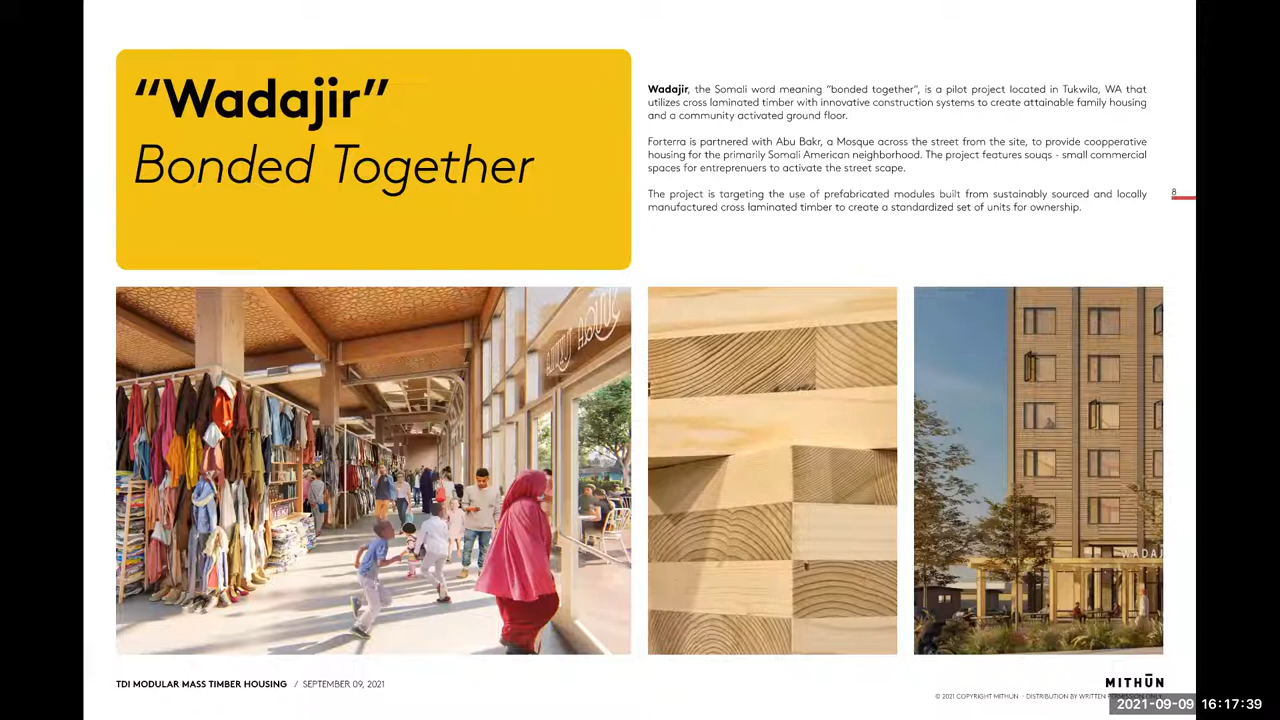 “Wadajir”
Bonded Together
Wadajir, the Somali word meaning “bonded together”, is a pilot project located in Tukwila, WA that
utilizes cross laminated timber with innovative construction systems to create attainable family housing
and a community activated ground floor.
Forterra is partnered with Abu Bakr, a Mosque across the street from the site, to provide coopperative
housing for the primarily Somali American neighborhood. The project features souqs - small commercial
spaces for entreprenuers to activate the street scape.
The project is targeting the use of prefabricated modules built from sustainably sourced and locally
manufactured cross laminated timber to create a standardized set of units for ownership.
8
WADAJ
TDI MODULAR MASS TIMBER HOUSING / SEPTEMBER 09, 2021
MITHŪN
© 2021 COPYRIGHT MITHUN - DISTRIBUTION BY WRITTEN PERMISSION ONLY
2021-09-09 16:17:39